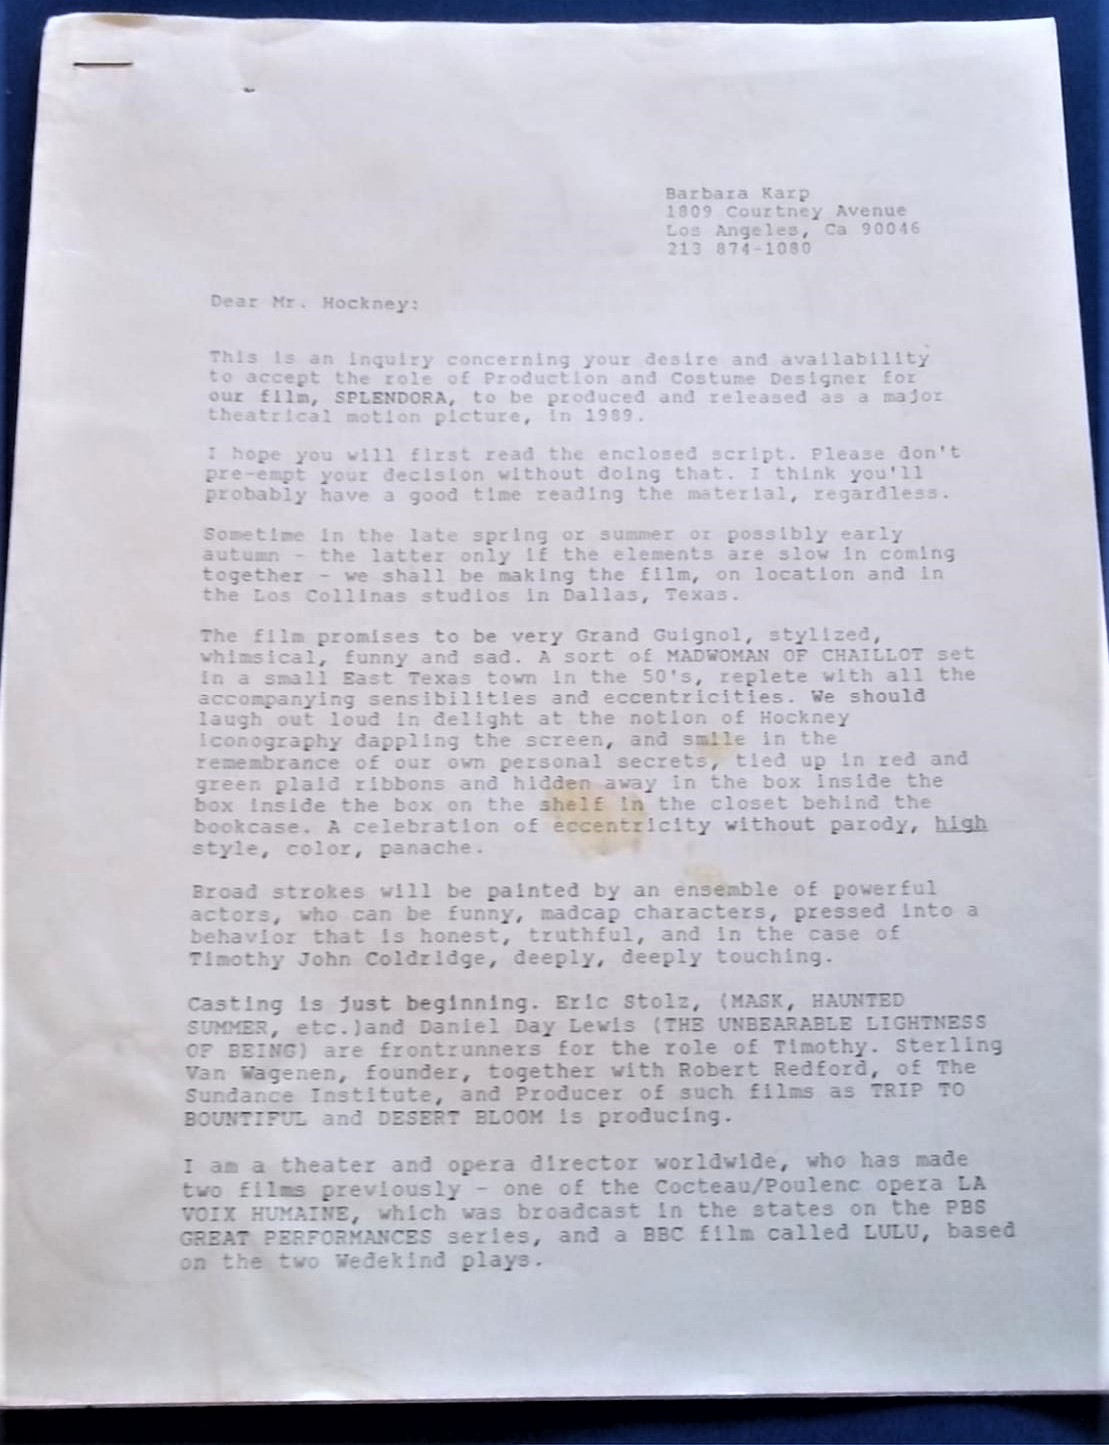 Barbara Karp
1809 Courtney Avenue
Los Angeles, Ca 90046
213 874-1080
Dear Mr. Hockney:
This is an inquiry concerning your desire and availability
to accept the role of Production and Costume Designer for
our film, SPLENDORA, to be produced and released as a major
theatrical motion picture, in 1989.
I hope you will first read the enclosed script. Please don't
pre-empt your decision without doing that. I think you'll
probably have a good time reading the material, regardless.
Sometime in the late spring or summer or possibly early
autumn - the latter only if the elements are slow in coming
together - we shall be making the film, on location and in
the Los Collinas studios in Dallas, Texas.
The film promises to be very Grand Guignol, stylized,
whimsical, funny and sad. A sort of MADWOMAN OF CHAILLOT set
in a small East Texas town in the 50's, replete with all the
accompanying sensibilities and eccentricities. We should
laugh out loud in delight at the notion of Hockney
iconography dappling the screen, and smile in the
remembrance of our own personal secrets, tied up in red and
green plaid ribbons and hidden away in the box inside the
box inside the box on the shelf in the closet behind the
bookcase. A celebration of eccentricity without parody, high
style, color, panache.
Broad strokes will be painted by an ensemble of powerful
actors, who can be funny, madcap characters, pressed into a
behavior that is honest, truthful, and in the case of
Timothy John Coldridge, deeply, deeply touching.
Casting is just beginning. Eric Stolz, (MASK, HAUNTED
SUMMER, etc.)and Daniel Day Lewis (THE UNBEARABLE LIGHTNESS
OF BEING) are frontrunners for the role of Timothy. Sterling
Van Wagenen, founder, together with Robert Redford, of The
Sundance Institute, and Producer of such films as TRIP TO
BOUNTIFUL and DESERT BLOOM is producing.
I am a theater and opera director worldwide, who has made
two films previously - one of the Cocteau/Poulenc opera LA
VOIX HUMAINE, which was broadcast in the states on the PBS
GREAT PERFORMANCES series, and a BBC film called LULU, based
on the two Wedekind plays.